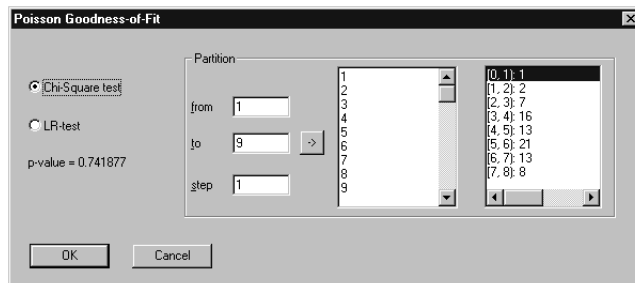 Poisson Goodness-of-Fit
Partition
Chi-Square test
LR-test
p-value = 0.741877
from
1
to
9
->
step
1
1
2
3
4
5
6
7
8
9
[0, 1): 1
[1, 2): 2
[2, 3): 7
[3, 4): 16
[4, 5): 13
[5, 6): 21
[6, 7): 13
[7, 8): 8
OK
Cancel